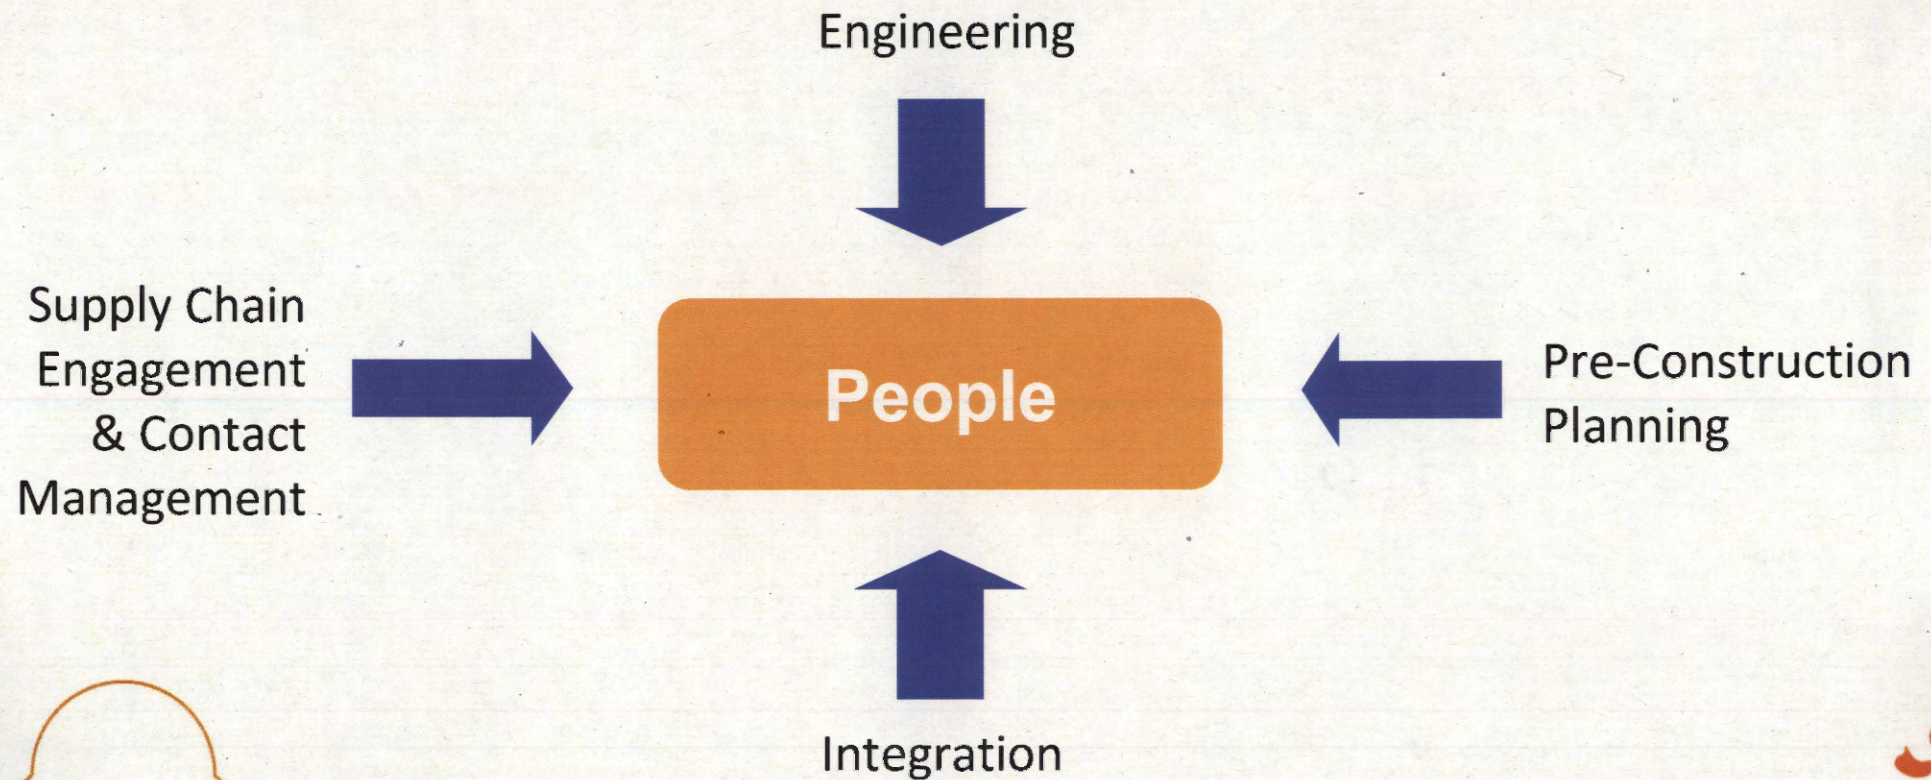 Engineering
Supply Chain
Engagement
& Contact
Management
People
Pre-Construction
Planning
Integration